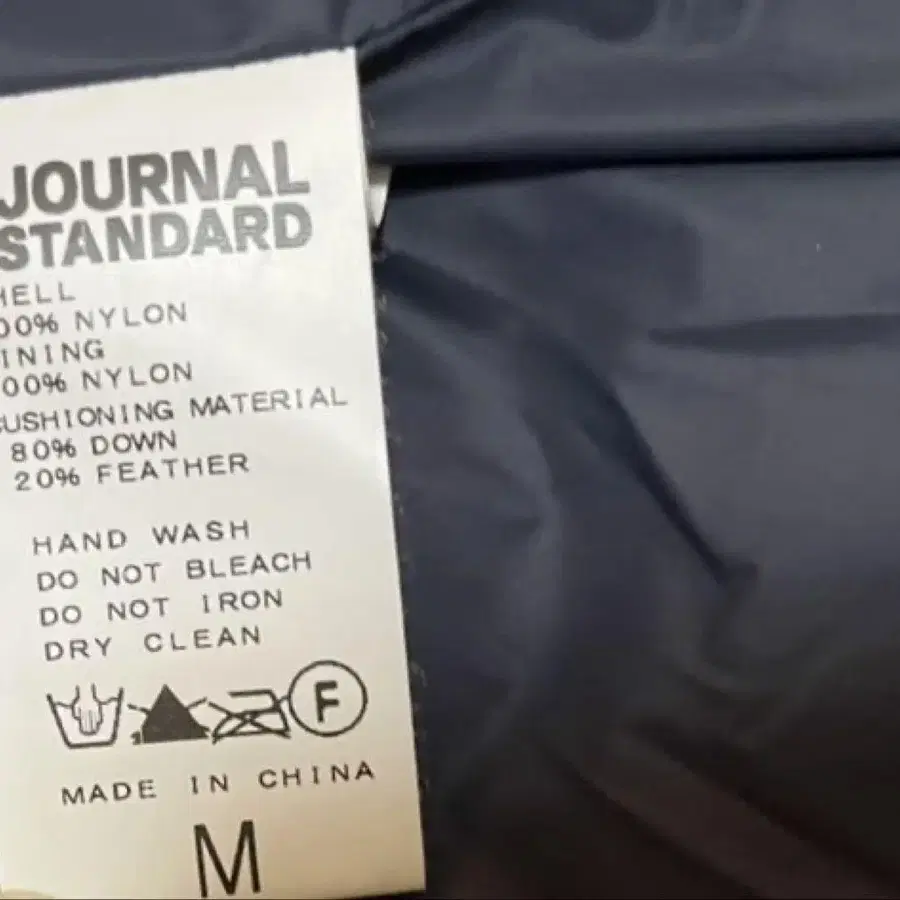 JOURNAL
STANDARD
HELL
00% NYLON
INING
00% NYLON
CUSHIONING MATERIAL
80% DOWN
20% FEATHER
HAND WASH
DO NOT BLEACH
DO NOT IRON
DRY CLEAN
F
MADE IN CHINA
M